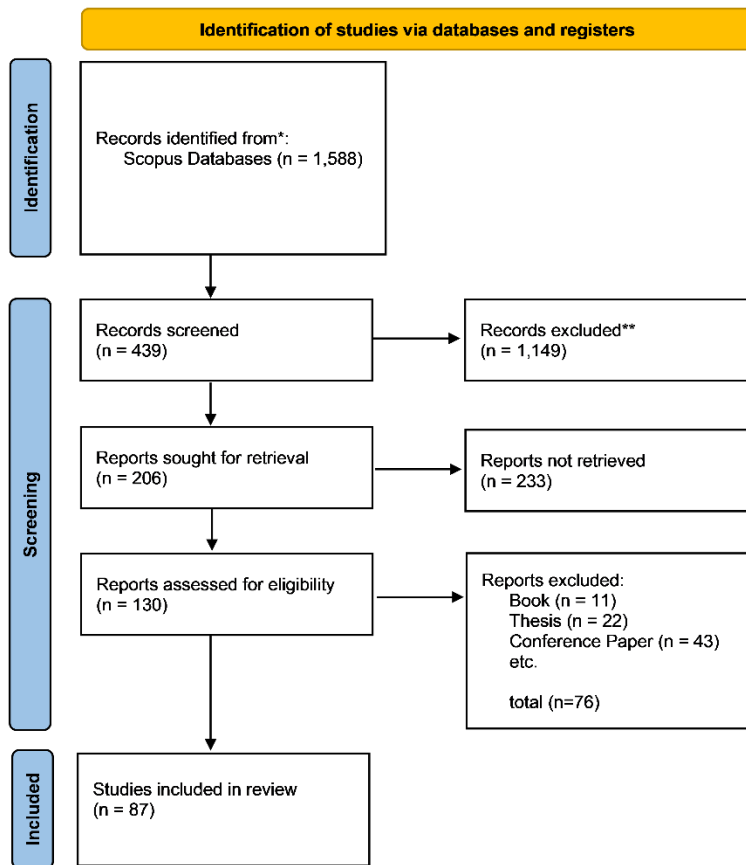 Identification of studies via databases and registers
Identification
Records identified from*:
Scopus Databases (n = 1,588)
Screening
Records screened
(n = 439)
Records excluded**
(n = 1,149)
Reports sought for retrieval
(n = 206)
Reports not retrieved
(n = 233)
Reports assessed for eligibility
(n = 130)
Reports excluded:
Book (n = 11)
Thesis (n = 22)
Conference Paper (n = 43)
etc.
total (n=76)
Included
Studies included in review
(n = 87)